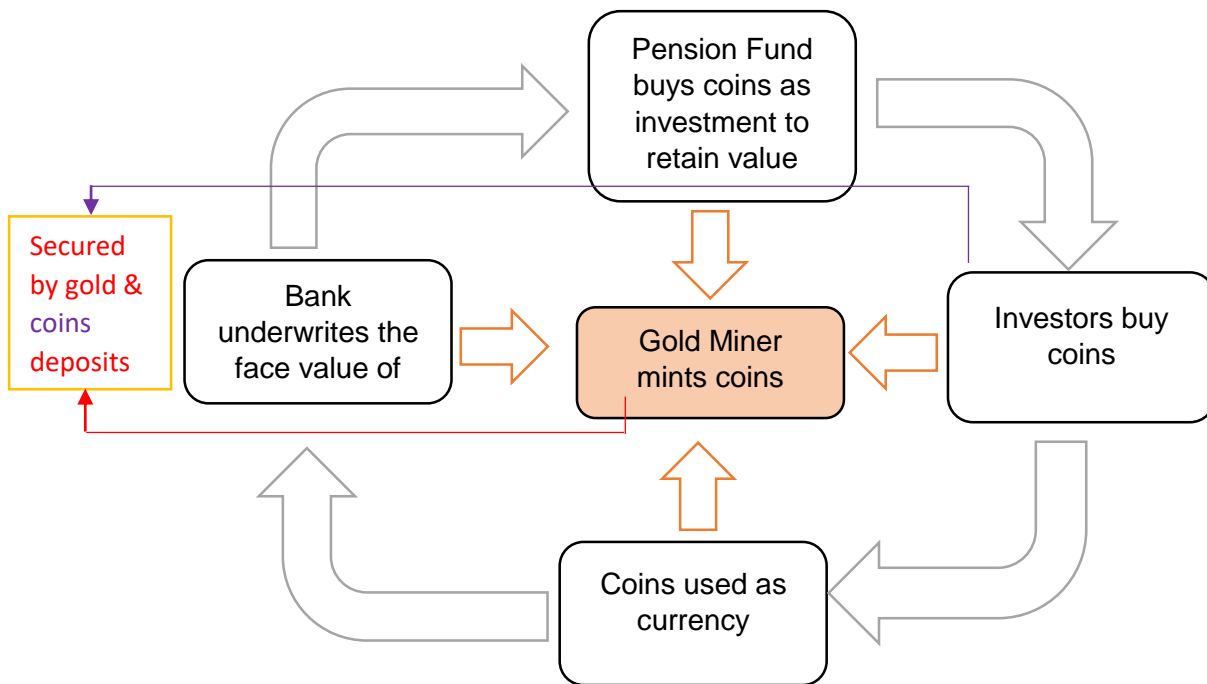 Pension Fund
buys coins as
investment to
retain value
Secured
by gold &
coins
deposits
Bank
underwrites the
face value of
Gold Miner
mints coins
Investors buy
coins
Coins used as
currency